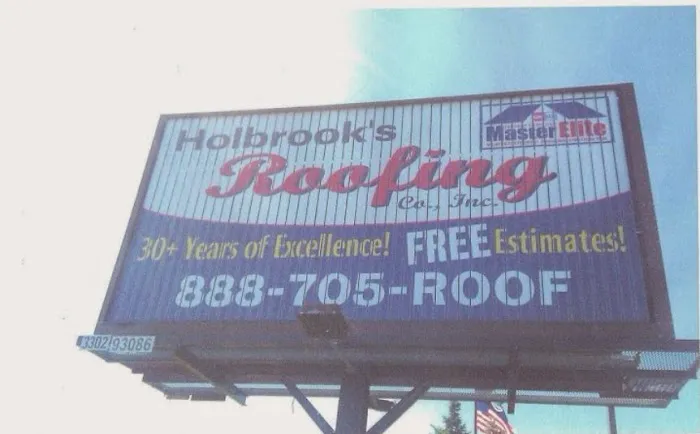 Holbrook's
Master Elite
Roofing
Co., Inc.
30+ Years of Excellence! FREE Estimates!
888-705-ROOF
3302 93086